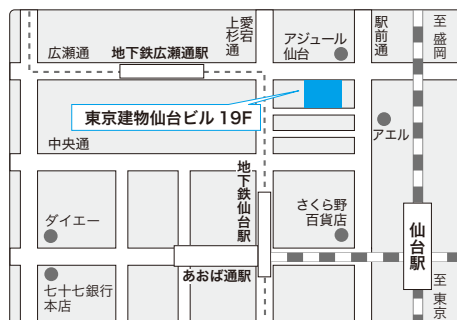 広瀬通
地下鉄広瀬通駅
愛宕
上杉通
アジュール
仙台
駅前通
至
盛岡
東京建物仙台ビル 19F
アエル
中央通
地下鉄仙台駅
さくら野
百貨店
ダイエー
仙台駅
あおば通駅
七十七銀行
本店
至
東京